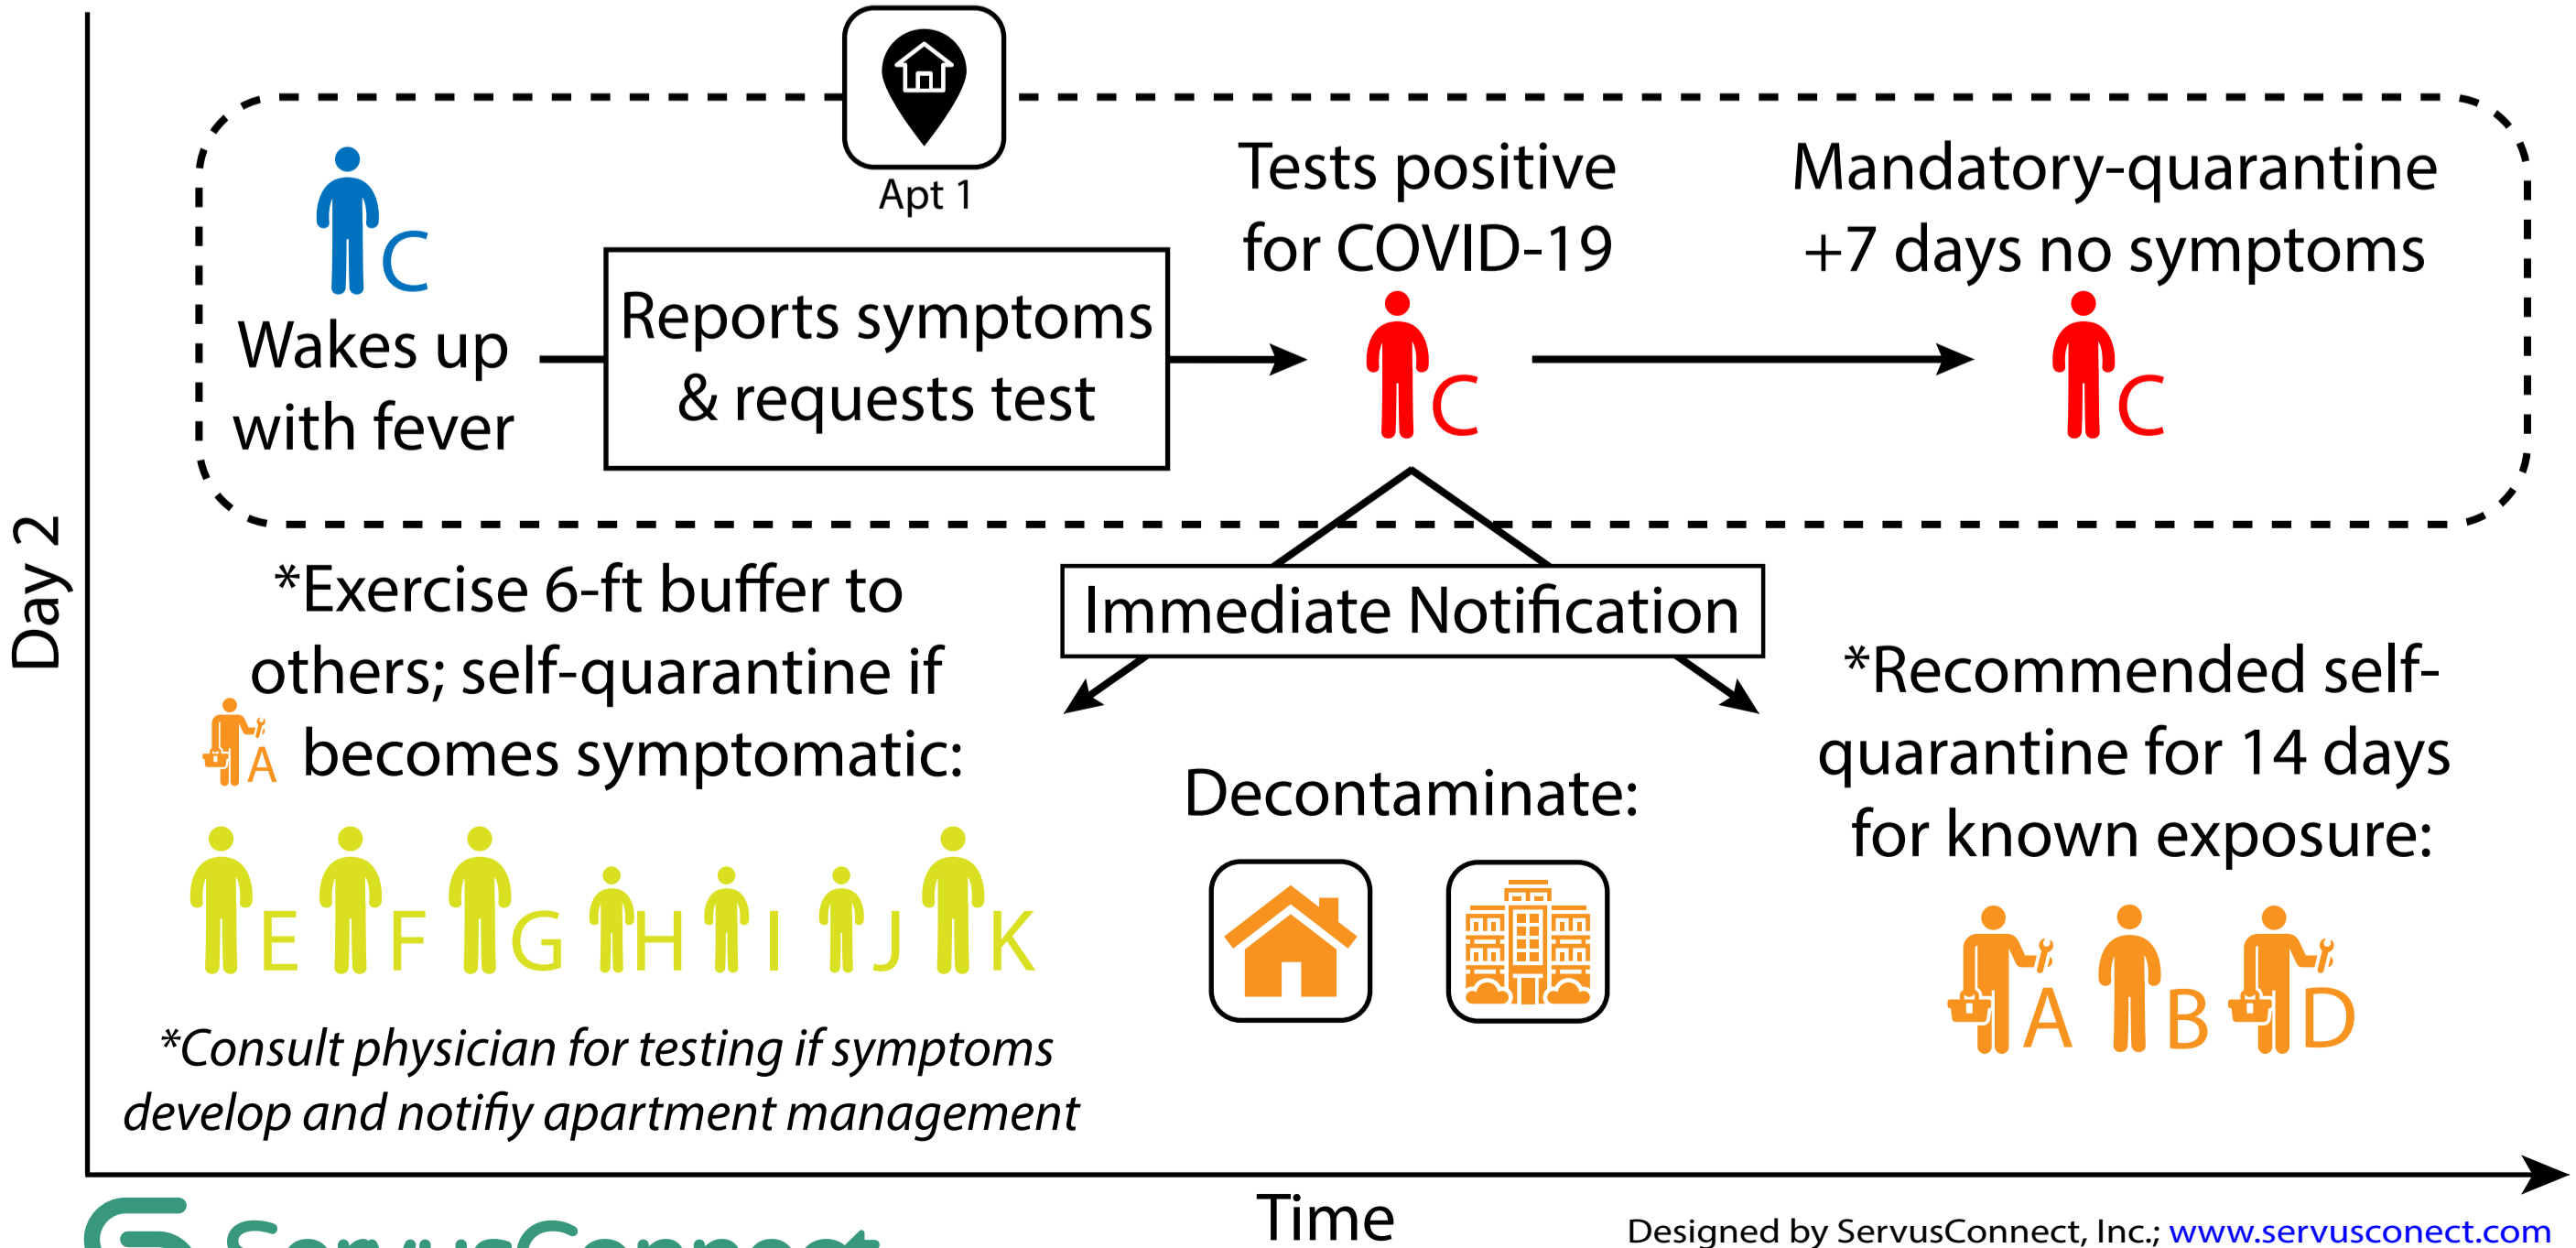 Apt 1
C
Wakes up
with fever
Reports symptoms
& requests test
Tests positive
for COVID-19
C
Mandatory-quarantine
+7 days no symptoms
C
Day 2
Immediate Notification
*Exercise 6-ft buffer to
others; self-quarantine if
A becomes symptomatic:
E F G H I J K
*Consult physician for testing if symptoms
develop and notifiy apartment management
Decontaminate:
*Recommended self-
quarantine for 14 days
for known exposure:
A B D
Time
ServusConnect
Designed by ServusConnect, Inc.; www.servusconect.com